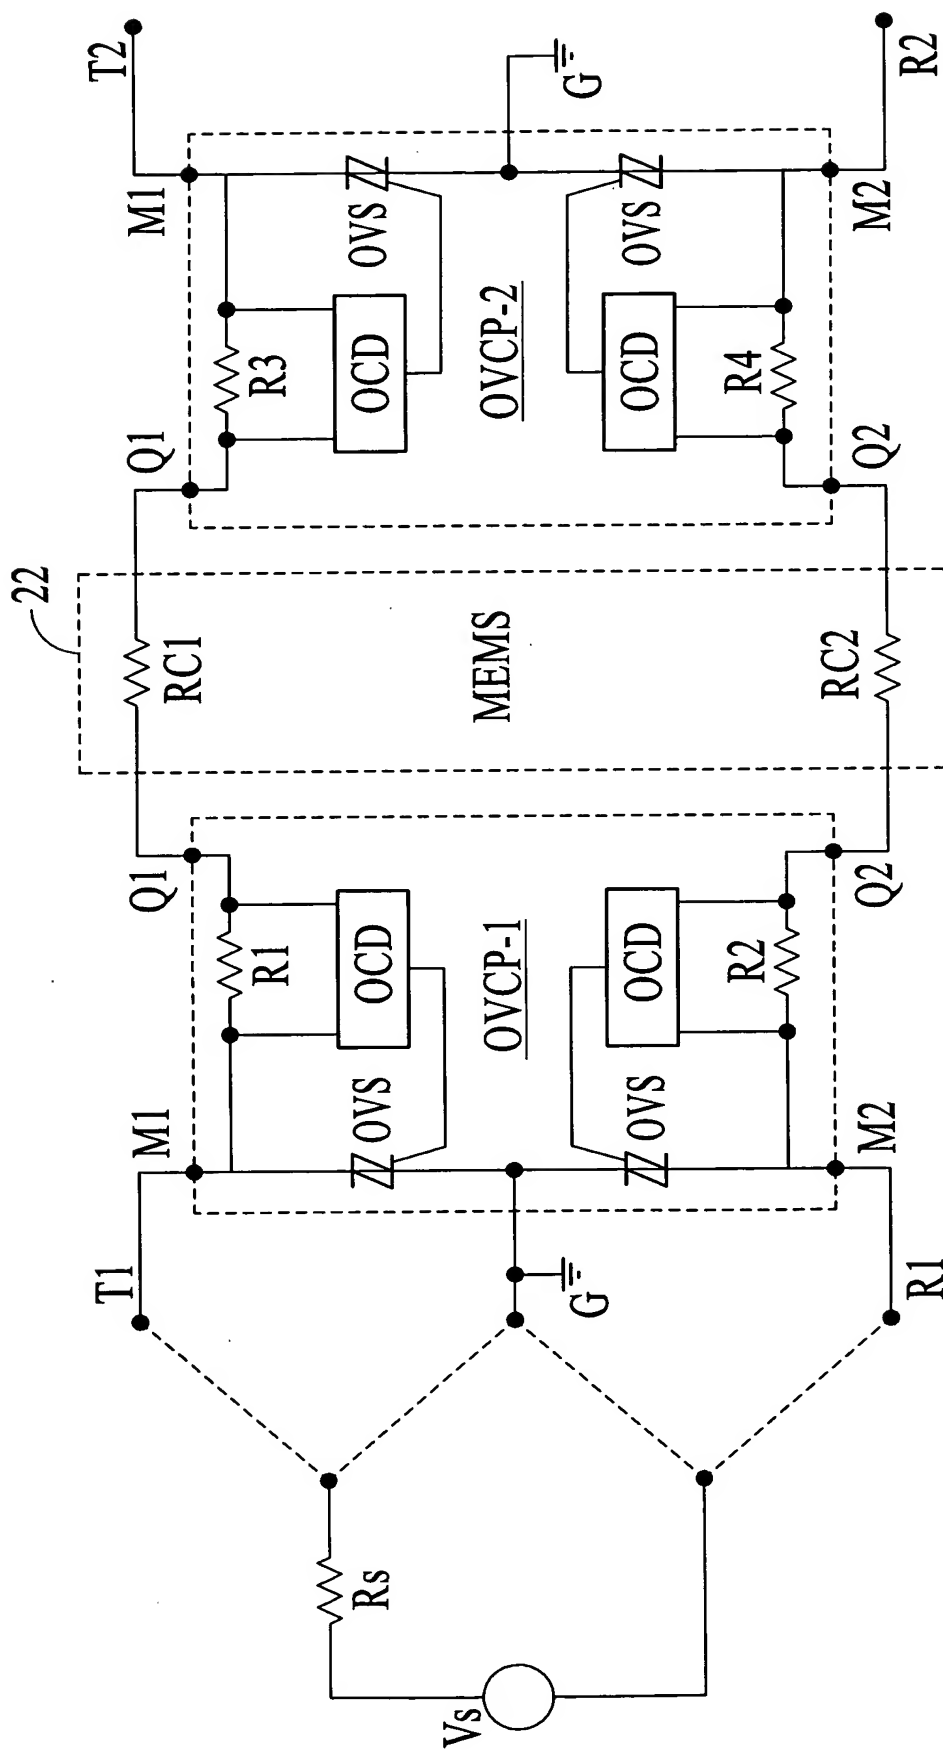 22
T1
M1
Q1
RC1
Q1
M1
T2
R1
R3
OVS
OCD
OCD
OVS
Rs
Vs
G
OVCP-1
MEMS
OVCP-2
G
OVS
OCD
OCD
OVS
R2
R4
R1
M2
Q2
RC2
Q2
M2
R2